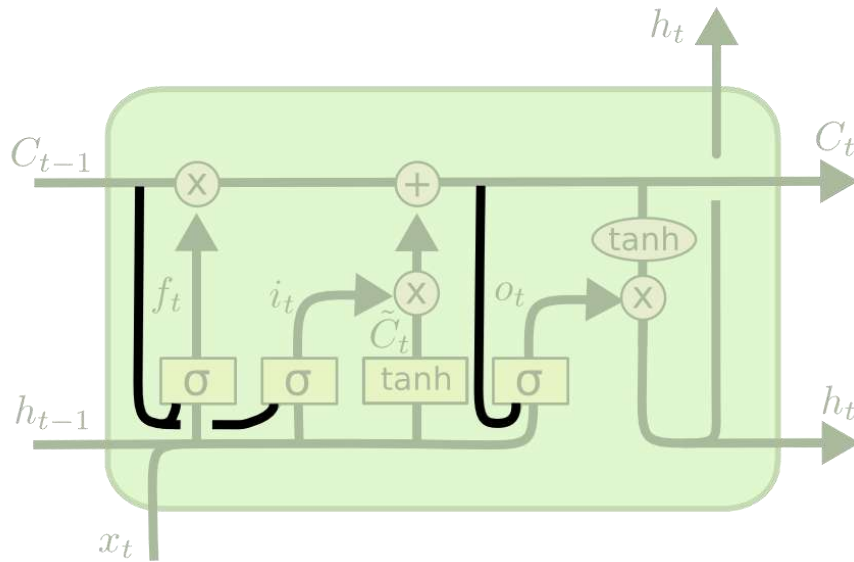 h_t
C_{t-1}
C_t
x
+
tanh
f_t
i_t
x
o_t
x
C̃_t
σ
σ
tanh
σ
h_{t-1}
h_t
x_t